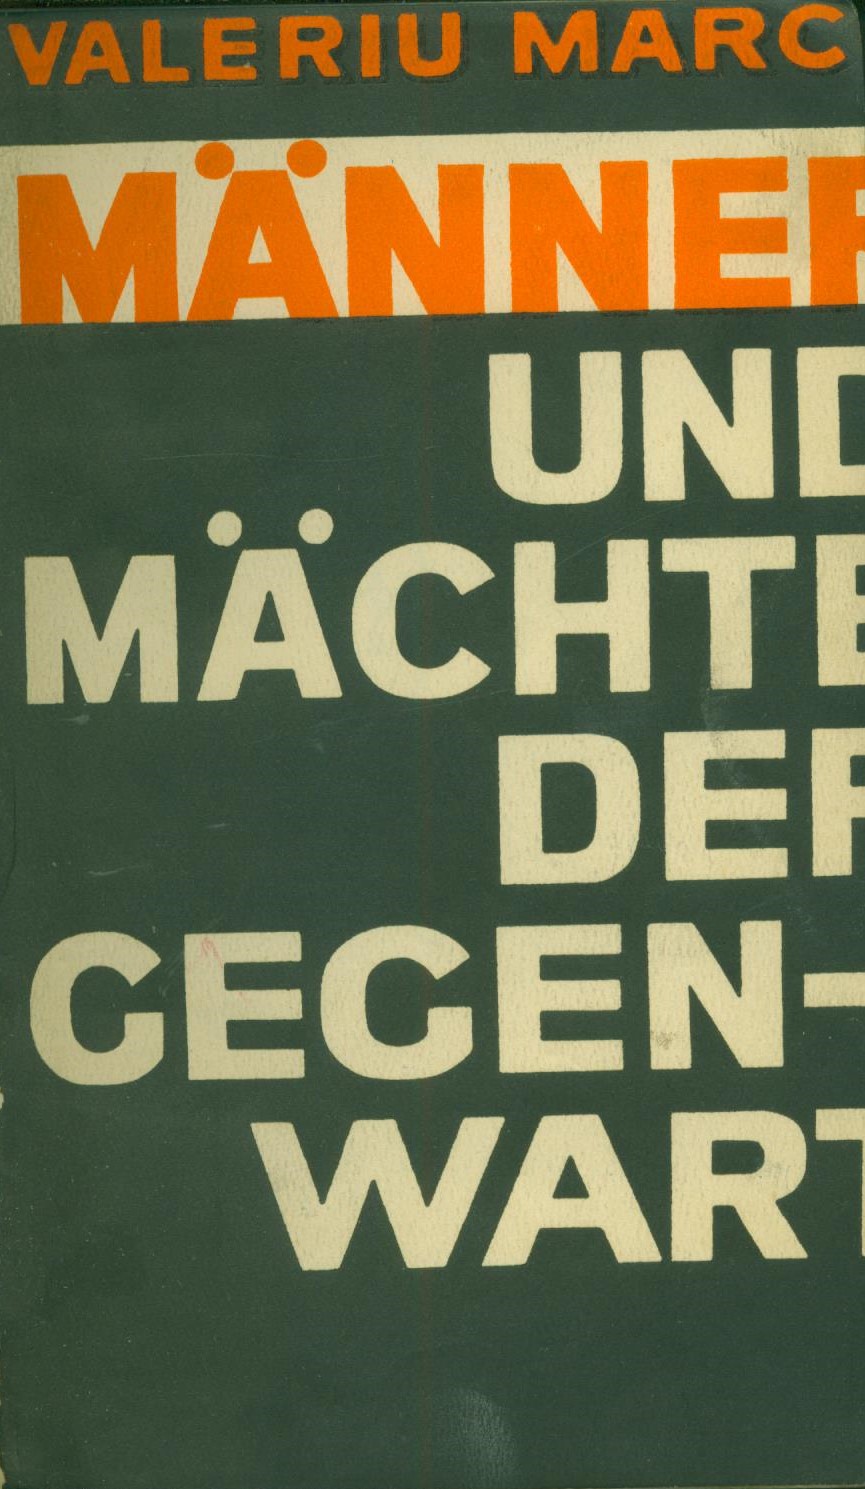 VALERIU MARC
MÄNNER
UND
MÄCHTE
DER
GEGEN-
WART